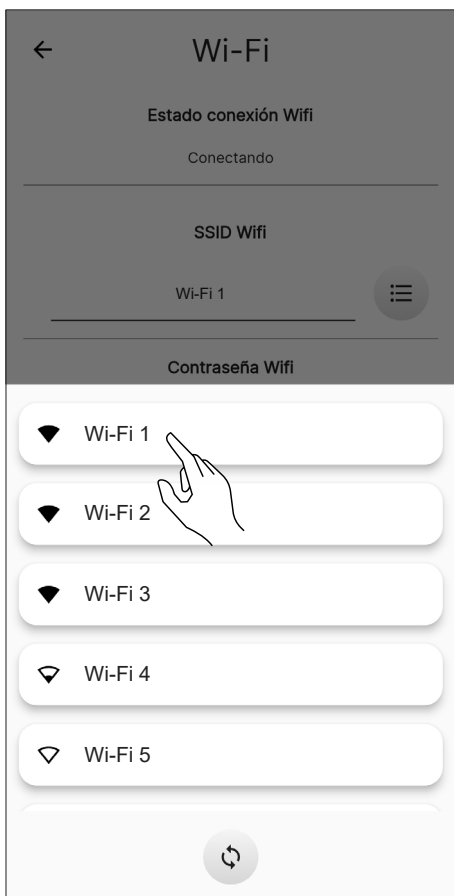 Wi-Fi
Estado conexión Wifi
Conectando
SSID Wifi
Wi-Fi 1
Contraseña Wifi
Wi-Fi 1
Wi-Fi 2
Wi-Fi 3
Wi-Fi 4
Wi-Fi 5